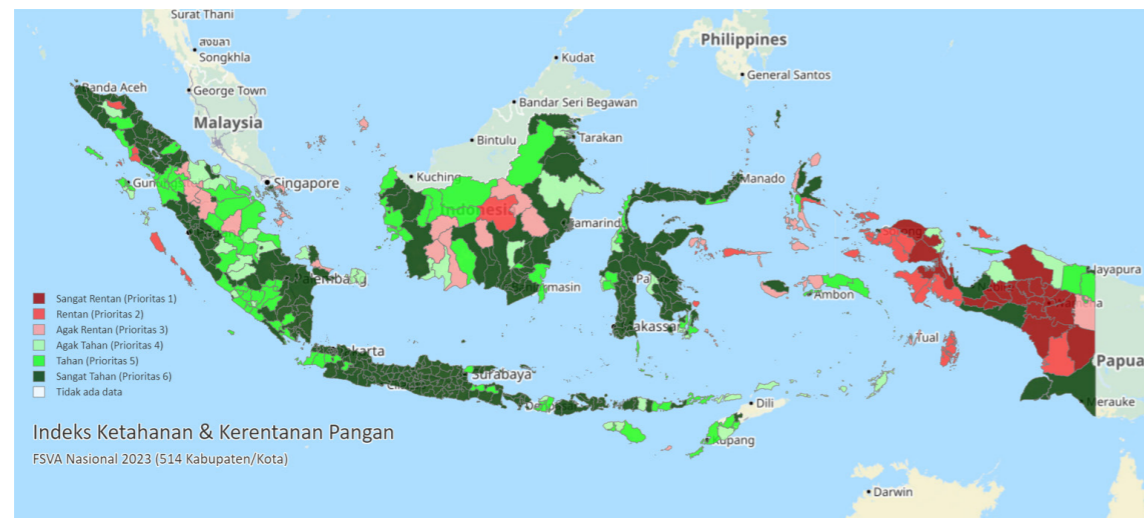 Surat Thani
สงขลา
Songkhla
Philippines
Kudat
General Santos
Banda Aceh
George Town
Bandar Seri Begawan
Malaysia
Bintulu
Tarakan
Kuching
Singapore
Manado
Indonesia
Jayapura
Ambon
Sangat Rentan (Prioritas 1)
Rentan (Prioritas 2)
Agak Rentan (Prioritas 3)
Agak Tahan (Prioritas 4)
Tahan (Prioritas 5)
Sangat Tahan (Prioritas 6)
Tidak ada data
Tual
Surabaya
Papua
Dili
Merauke
Indeks Ketahanan & Kerentanan Pangan
FSVA Nasional 2023 (514 Kabupaten/Kota)
Kupang
Darwin